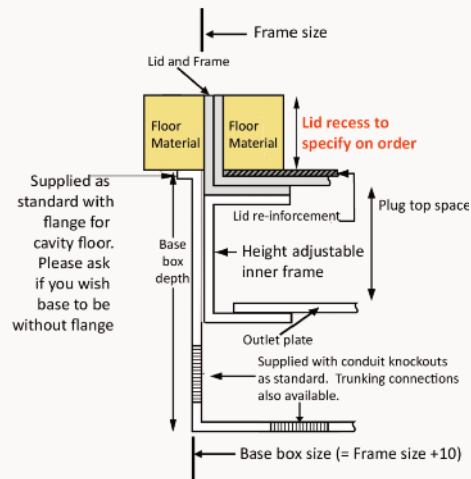 Frame size
Lid and Frame
Floor
Material
Floor
Material
Lid recess to
specify on order
Supplied as
standard with
flange for
cavity floor.
Please ask
if you wish
base to be
without flange
Base
box
depth
Lid re-inforcement
Plug top space
Height adjustable
inner frame
Outlet plate
Supplied with conduit knockouts
as standard. Trunking connections
also available.
Base box size (= Frame size +10)